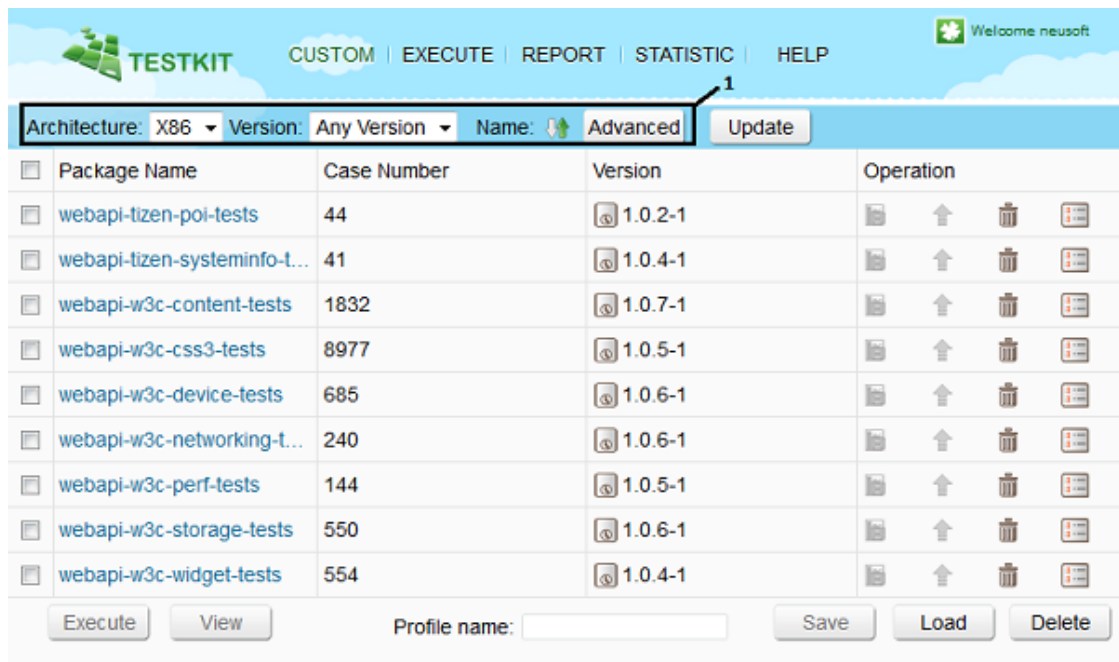 Welcome neusoft
TESTKIT
CUSTOM | EXECUTE | REPORT | STATISTIC | HELP
1
Architecture: X86 Version: Any Version Name: Advanced Update
Package Name Case Number Version Operation
webapi-tizen-poi-tests 44 1.0.2-1
webapi-tizen-systeminfo-t... 41 1.0.4-1
webapi-w3c-content-tests 1832 1.0.7-1
webapi-w3c-css3-tests 8977 1.0.5-1
webapi-w3c-device-tests 685 1.0.6-1
webapi-w3c-networking-t... 240 1.0.6-1
webapi-w3c-perf-tests 144 1.0.5-1
webapi-w3c-storage-tests 550 1.0.6-1
webapi-w3c-widget-tests 554 1.0.4-1
Execute View Profile name: Save Load Delete